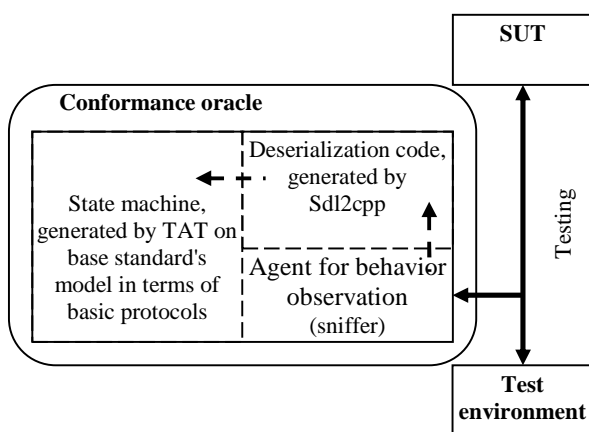 SUT
Conformance oracle
Deserialization code,
generated by
Sdl2cpp
State machine,
generated by TAT on
base standard's
model in terms of
basic protocols
Agent for behavior
observation
(sniffer)
Testing
Test
environment